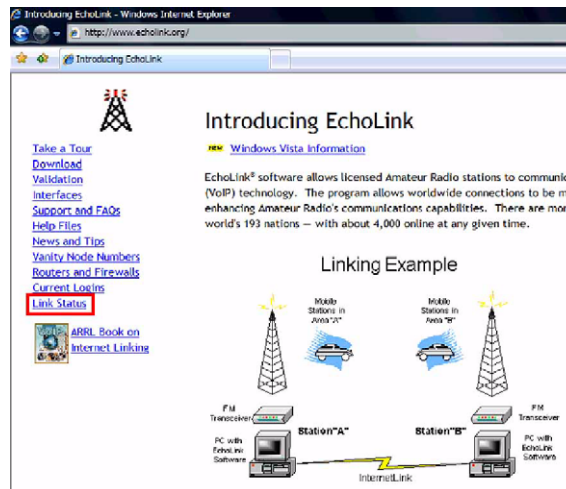 Introducing EchoLink - Windows Internet Explorer
http://www.echolink.org/
Introducing EchoLink
Take a Tour
Download
Validation
Interfaces
Support and FAQs
Help Files
News and Tips
Vanity Node Numbers
Routers and Firewalls
Current Logins
Link Status
ARRL Book on
Internet Linking
Introducing EchoLink
NEW Windows Vista Information
EchoLink® software allows licensed Amateur Radio stations to communic
(VoIP) technology. The program allows worldwide connections to be m
enhancing Amateur Radio's communications capabilities. There are mor
world's 193 nations — with about 4,000 online at any given time.
Linking Example
Mobile
Stations in
Area "A"
Mobile
Stations in
Area "B"
FM
Transceiver
Station"A"
PC with
EchoLink
Software
Station"B"
FM
Transceiver
PC with
EchoLink
Software
InternetLink